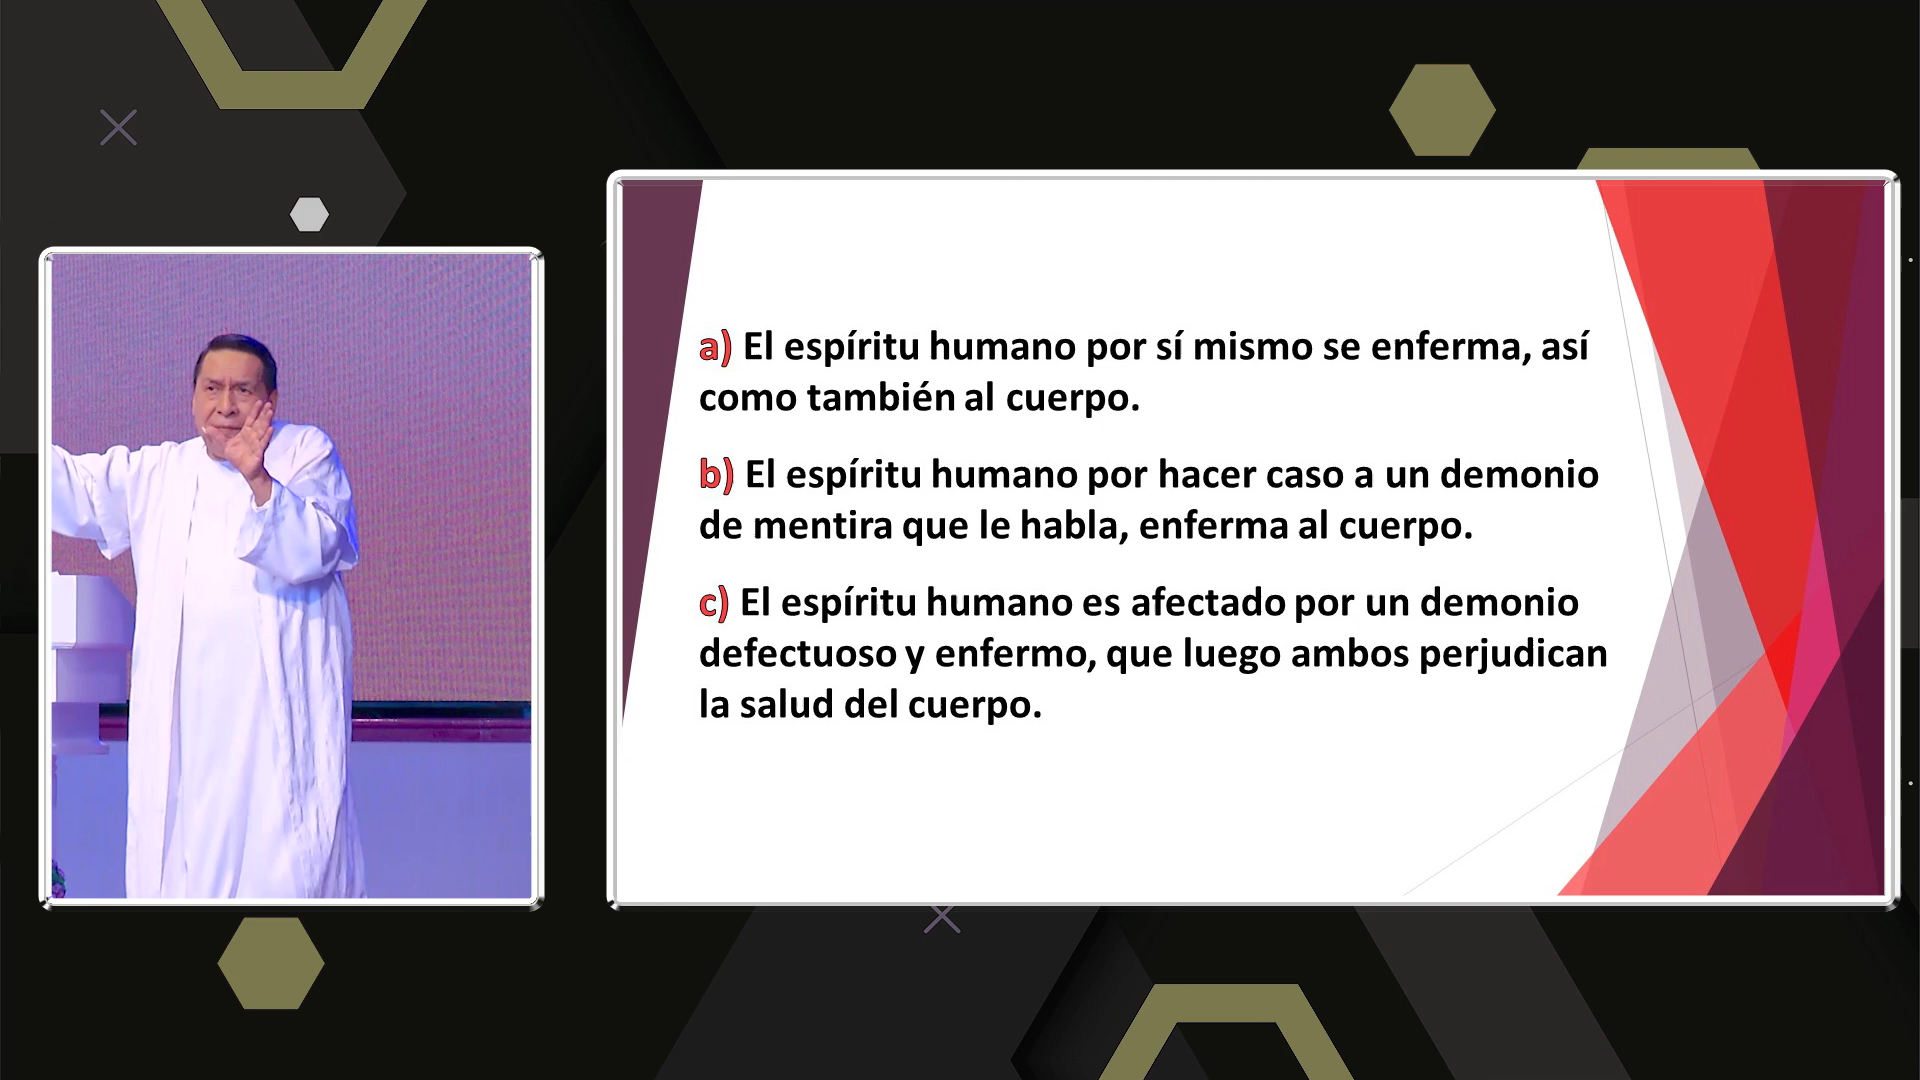 a) El espíritu humano por sí mismo se enferma, así
como también al cuerpo.
b) El espíritu humano por hacer caso a un demonio
de mentira que le habla, enferma al cuerpo.
c) El espíritu humano es afectado por un demonio
defectuoso y enfermo, que luego ambos perjudican
la salud del cuerpo.